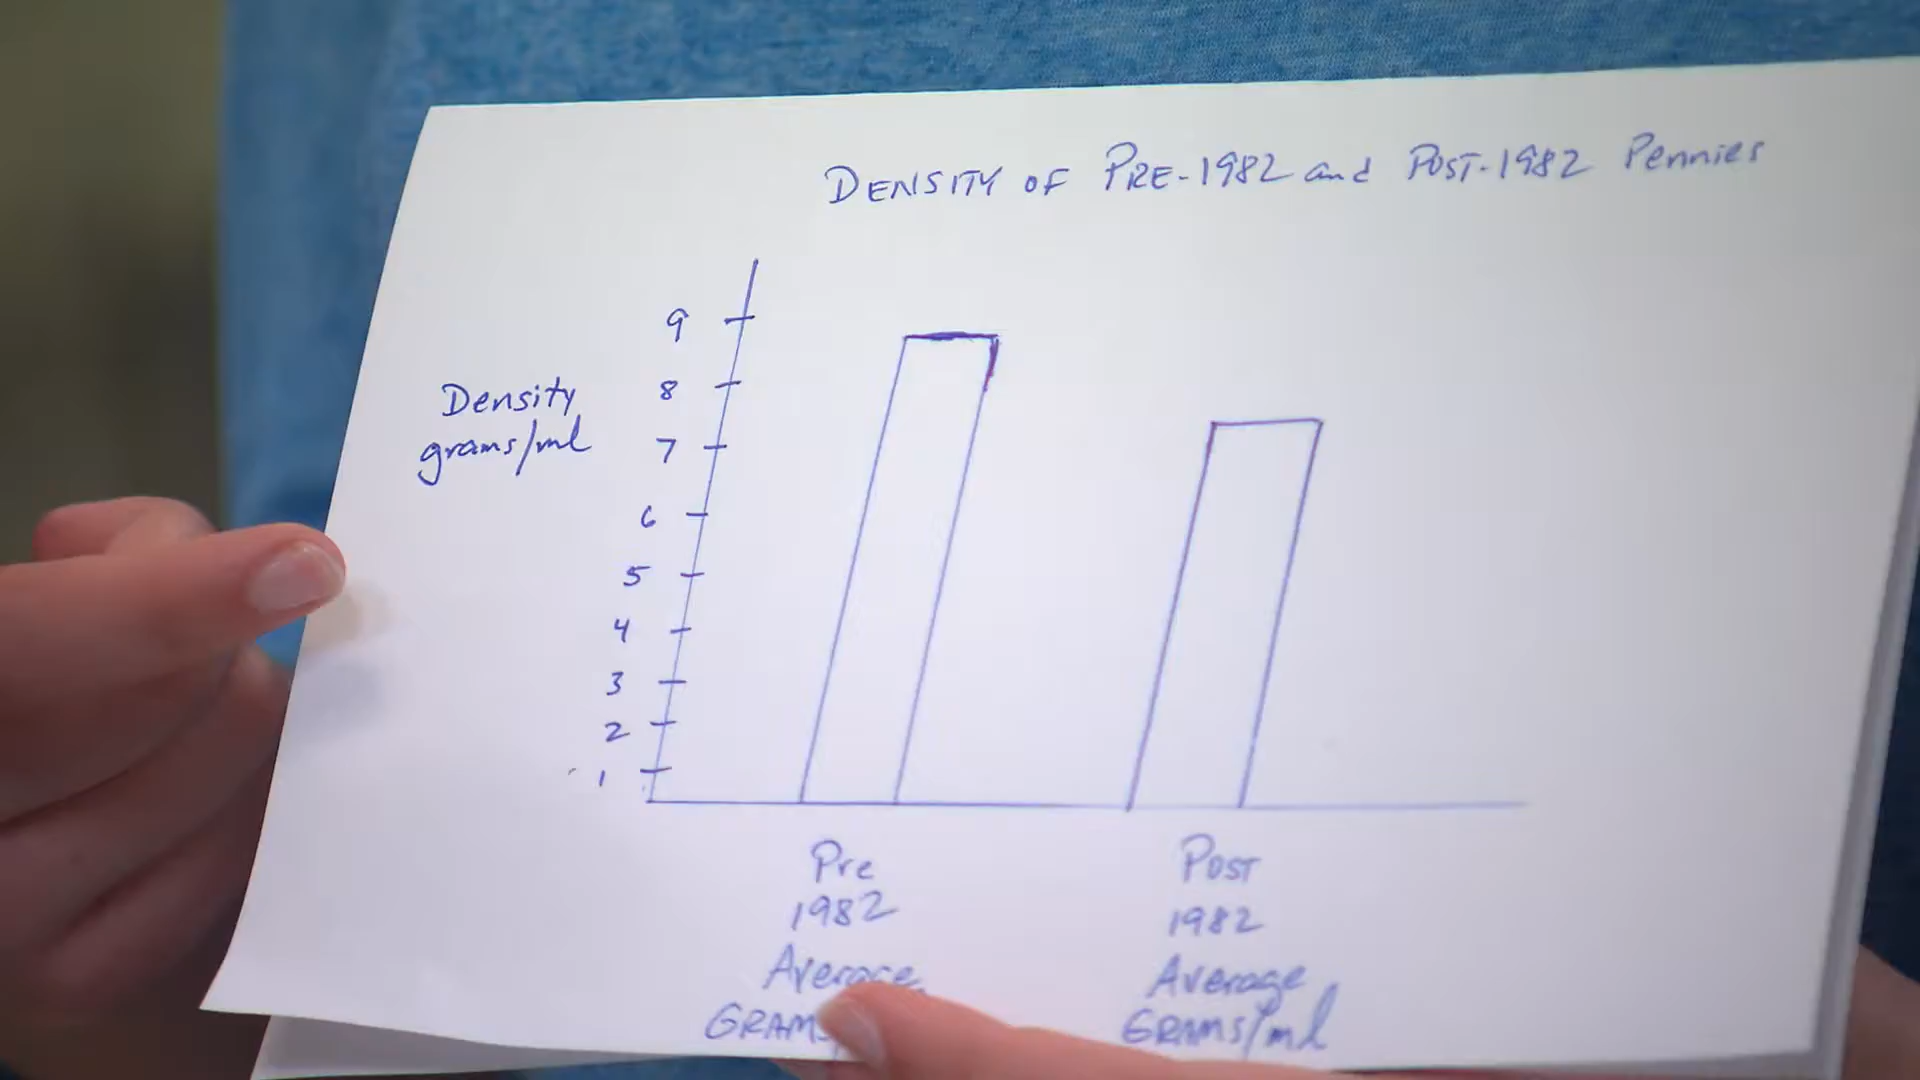 DENSITY OF PRE-1982 and POST-1982 Pennies
9
8
Density
grams/ml
7
6
5
4
3
2
1
Pre
1982
Average
GRAMS
Post
1982
Average
GRAMS/ml